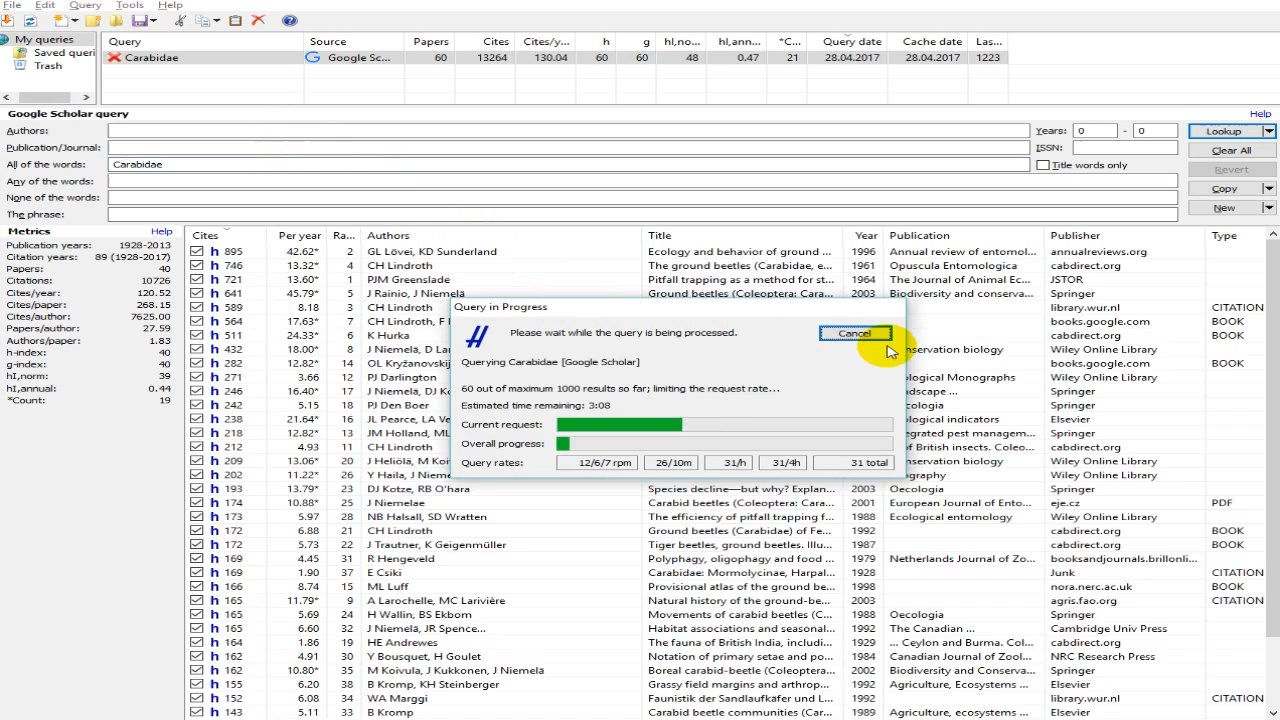 File Edit Query Tools Help
My queries
Saved queri
Trash
Query Source Papers Cites Cites/y... h g hI,no... hI,ann... *C... Query date Cache date Las...
Carabidae Google Sc... 60 13264 130.04 60 60 48 0.47 21 28.04.2017 28.04.2017 1223
Google Scholar query Help
Authors: Years: 0 - 0 Lookup
Publication/Journal: ISSN: Clear All
All of the words: Carabidae Title words only Revert
Any of the words: Copy
None of the words: New
The phrase:
Metrics Help
Publication years: 1928-2013
Citation years: 89 (1928-2017)
Papers: 40
Citations: 10726
Cites/year: 120.52
Cites/paper: 268.15
Cites/author: 7625.00
Papers/author: 27.59
Authors/paper: 1.83
h-index: 40
g-index: 40
hI,norm: 39
hI,annual: 0.44
*Count: 19
Cites Per year Ra... Authors Title Year Publication Publisher Type
h 895 42.62* 2 GL Lövei, KD Sunderland Ecology and behavior of ground ... 1996 Annual review of entomol... annualreviews.org
h 746 13.32* 4 CH Lindroth The ground beetles (Carabidae, e... 1961 Opuscula Entomologica cabdirect.org
h 721 13.60* 1 PJM Greenslade Pitfall trapping as a method for st... 1964 The Journal of Animal Ec... JSTOR
h 641 45.79* 5 J Rainio, J Niemelä Ground beetles (Coleoptera: Cara... 2003 Biodiversity and conserva... Springer
h 589 8.18 3 CH Lindroth library.wur.nl CITATION
h 564 17.63* 7 CH Lindroth, F books.google.com BOOK
h 511 24.33* 6 K Hurka books.google.com BOOK
h 432 18.00* 8 J Niemelä, D Lan nservation biology Wiley Online Library
h 282 12.82* 14 OL Kryžanovskij books.google.com BOOK
h 271 3.66 12 PJ Darlington ological Monographs Wiley Online Library
h 246 16.40* 17 J Niemelä, DJ Ko ndscape ... Wiley Online Library
h 242 5.15 18 PJ Den Boer cologia Springer
h 238 21.64* 16 JL Pearce, LA Ve ological indicators Elsevier
h 218 12.82* 13 JM Holland, ML egrated pest managem... Springer
h 212 4.93 11 CH Lindroth of British insects. Cole... cabdirect.org BOOK
h 209 13.06* 20 J Heliölä, M Koiv nservation biology Wiley Online Library
h 202 11.22* 26 Y Haila, J Niemel ography Wiley Online Library
h 193 13.79* 23 DJ Kotze, RB O'hara Species decline—but why? Explan... 2003 Oecologia Springer
h 174 10.88* 25 J Niemelae Carabid beetles (Coleoptera: Cara... 2001 European Journal of Ento... eje.cz PDF
h 173 5.97 28 NB Halsall, SD Wratten The efficiency of pitfall trapping f... 1988 Ecological entomology Wiley Online Library
h 172 6.88 21 CH Lindroth Ground beetles (Carabidae) of Fe... 1992 cabdirect.org BOOK
h 172 5.73 22 J Trautner, K Geigenmüller Tiger beetles, ground beetles. Illu... 1987 cabdirect.org BOOK
h 169 4.45 31 R Hengeveld Polyphagy, oligophagy and food ... 1979 Netherlands Journal of Zo... booksandjournals.brillonli...
h 169 1.90 37 E Csiki Carabidae: Mormolycinae, Harpal... 1928 Junk CITATION
h 166 8.74 15 ML Luff Provisional atlas of the ground-be... 1998 nora.nerc.ac.uk BOOK
h 165 11.79* 9 A Larochelle, MC Larivière Natural history of the ground-be... 2003 agris.fao.org CITATION
h 165 5.69 24 H Wallin, BS Ekbom Movements of carabid beetles (C... 1988 Oecologia Springer
h 165 6.60 32 J Niemelä, JR Spence... Habitat associations and seasonal... 1992 The Canadian ... Cambridge Univ Press
h 164 1.86 19 HE Andrewes The fauna of British India, includi... 1929 ... Ceylon and Burma. Col... cabdirect.org
h 162 4.91 30 Y Bousquet, H Goulet Notation of primary setae and po... 1984 Canadian Journal of Zool... NRC Research Press
h 162 10.80* 35 M Koivula, J Kukkonen, J Niemelä Boreal carabid-beetle (Coleoptera... 2002 Biodiversity and Conserva... Springer
h 155 6.20 33 B Kromp, KH Steinberger Grassy field margins and arthrop... 1992 Agriculture, Ecosystems ... Elsevier
h 152 6.08 34 WA Marggi Faunistik der Sandlaufkäfer und L... 1992 library.wur.nl CITATION
h 143 5.11 33 B Kromp Carabid beetle communities (Car... 1989 Agriculture, ecosystems ... Elsevier
Query in Progress
Please wait while the query is being processed. Cancel
Querying Carabidae [Google Scholar]
60 out of maximum 1000 results so far; limiting the request rate...
Estimated time remaining: 3:08
Current request:
Overall progress:
Query rates: 12/6/7 rpm 26/10m 31/h 31/4h 31 total